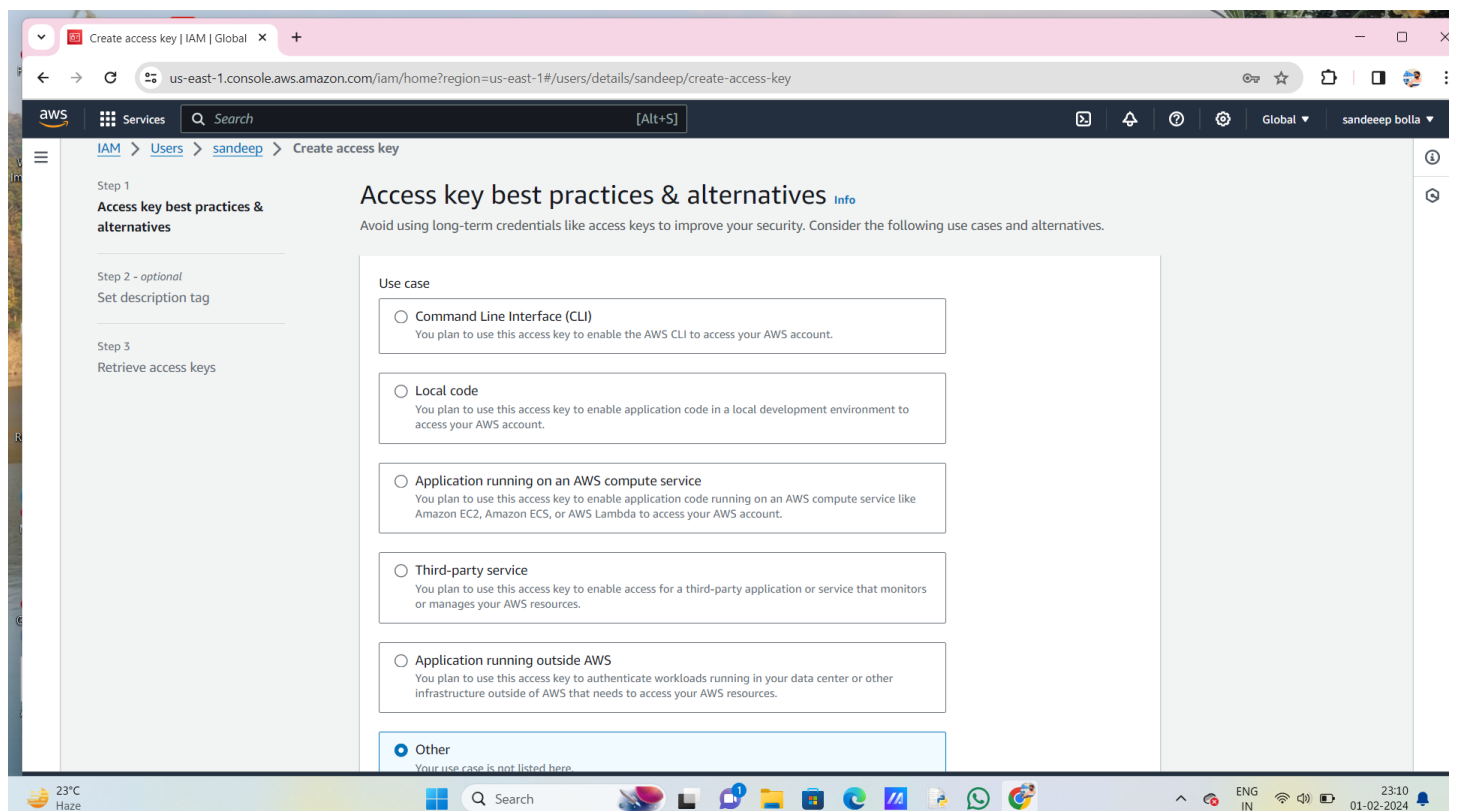 Create access key | IAM | Global
us-east-1.console.aws.amazon.com/iam/home?region=us-east-1#/users/details/sandeep/create-access-key
aws Services Search [Alt+S] Global sandeeep bolla
IAM > Users > sandeep > Create access key
Step 1
Access key best practices &
alternatives
Step 2 - optional
Set description tag
Step 3
Retrieve access keys
Access key best practices & alternatives Info
Avoid using long-term credentials like access keys to improve your security. Consider the following use cases and alternatives.
Use case
Command Line Interface (CLI)
You plan to use this access key to enable the AWS CLI to access your AWS account.
Local code
You plan to use this access key to enable application code in a local development environment to
access your AWS account.
Application running on an AWS compute service
You plan to use this access key to enable application code running on an AWS compute service like
Amazon EC2, Amazon ECS, or AWS Lambda to access your AWS account.
Third-party service
You plan to use this access key to enable access for a third-party application or service that monitors
or manages your AWS resources.
Application running outside AWS
You plan to use this access key to authenticate workloads running in your data center or other
infrastructure outside of AWS that needs to access your AWS resources.
Other
Your use case is not listed here.
23°C
Haze
Search
1
ENG
IN
23:10
01-02-2024